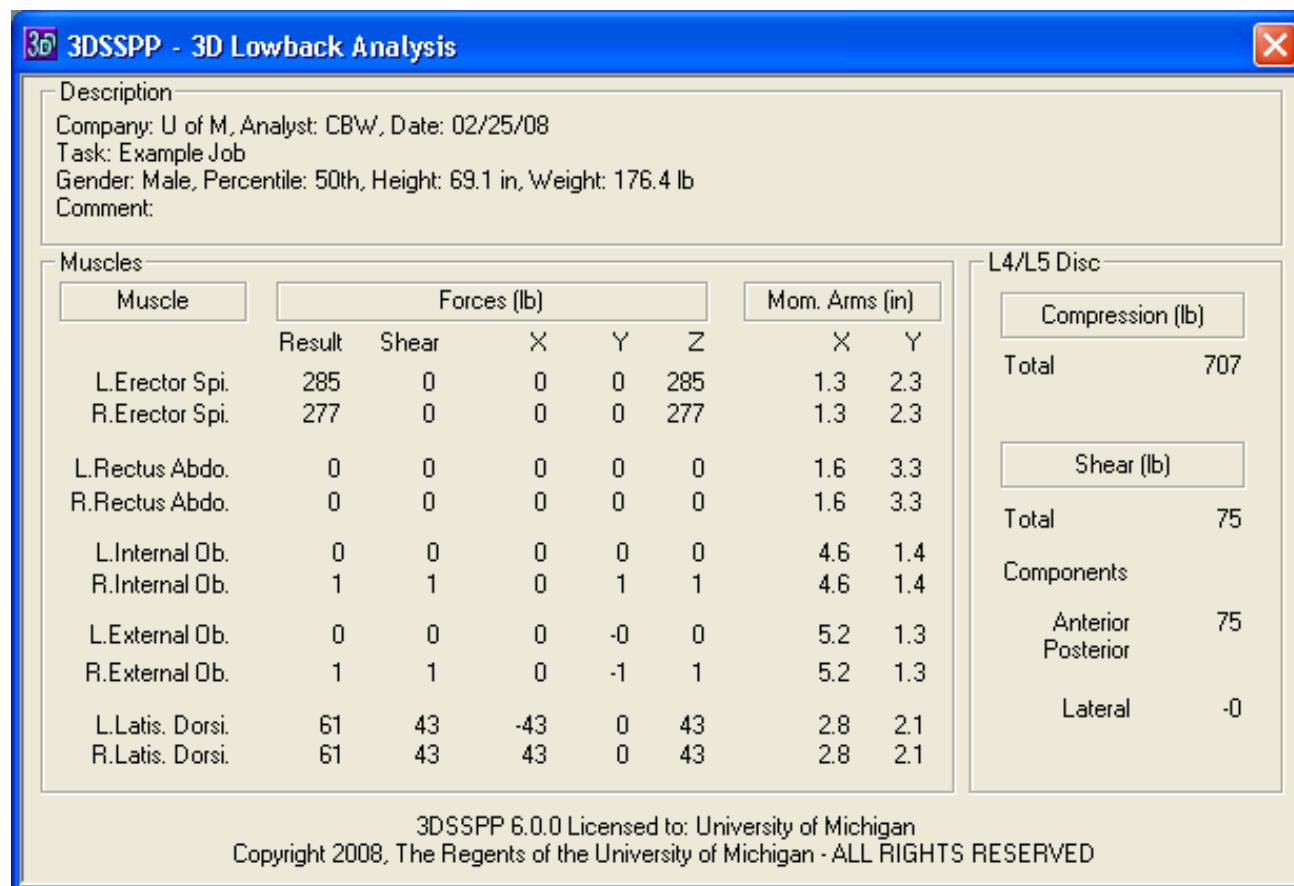 3D 3DSSPP - 3D Lowback Analysis
Description
Company: U of M, Analyst: CBW, Date: 02/25/08
Task: Example Job
Gender: Male, Percentile: 50th, Height: 69.1 in, Weight: 176.4 lb
Comment:
Muscles
Muscle Forces (lb) Mom. Arms (in)
Result Shear X Y Z X Y
L.Erector Spi. 285 0 0 0 285 1.3 2.3
R.Erector Spi. 277 0 0 0 277 1.3 2.3
L.Rectus Abdo. 0 0 0 0 0 1.6 3.3
R.Rectus Abdo. 0 0 0 0 0 1.6 3.3
L.Internal Ob. 0 0 0 0 0 4.6 1.4
R.Internal Ob. 1 1 0 1 1 4.6 1.4
L.External Ob. 0 0 0 -0 0 5.2 1.3
R.External Ob. 1 1 0 -1 1 5.2 1.3
L.Latis. Dorsi. 61 43 -43 0 43 2.8 2.1
R.Latis. Dorsi. 61 43 43 0 43 2.8 2.1
L4/L5 Disc
Compression (lb)
Total 707
Shear (lb)
Total 75
Components
Anterior 75
Posterior
Lateral -0
3DSSPP 6.0.0 Licensed to: University of Michigan
Copyright 2008, The Regents of the University of Michigan - ALL RIGHTS RESERVED